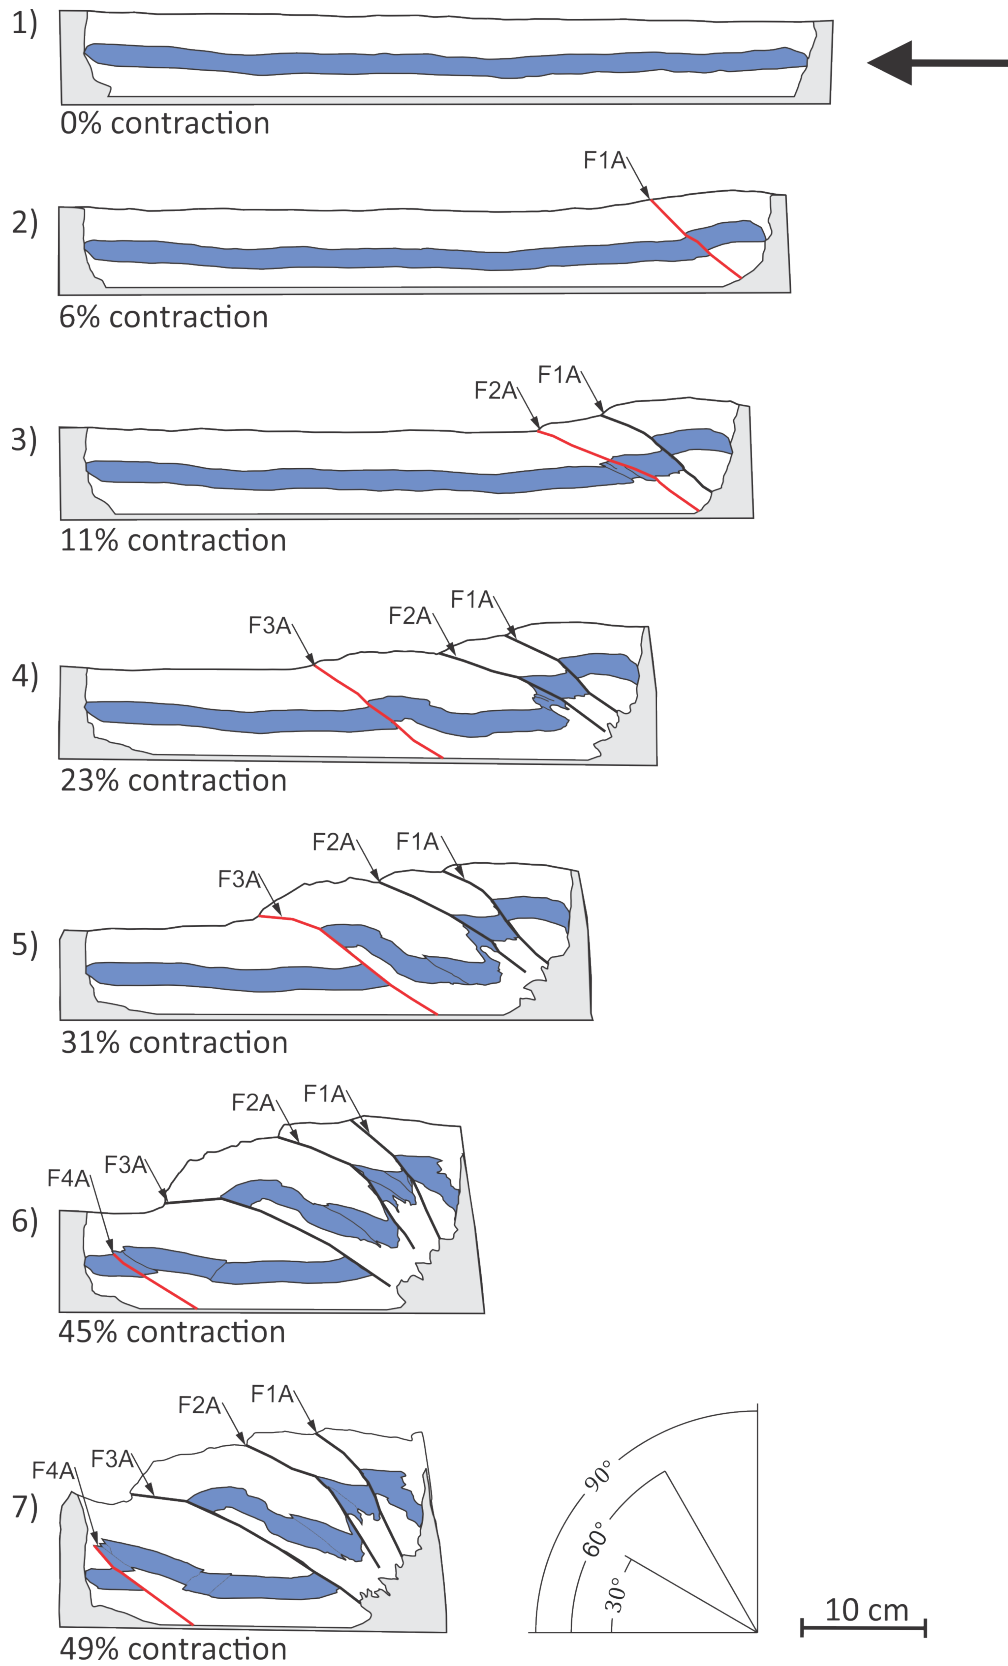 1)
0% contraction
F1A
2)
6% contraction
F1A
F2A
3)
11% contraction
F1A
F2A
F3A
4)
23% contraction
F2A
F1A
F3A
5)
31% contraction
F1A
F2A
F3A
F4A
6)
45% contraction
F1A
F2A
F3A
F4A
7)
90°
60°
30°
10 cm
49% contraction